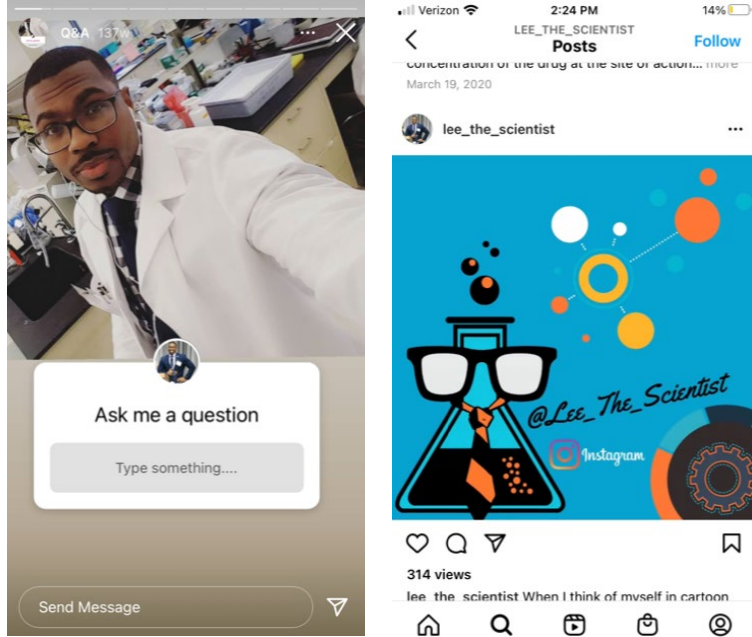 Q&A 137w
Ask me a question
Type something....
Send Message
Verizon 2:24 PM 14%
LEE_THE_SCIENTIST
Posts
Follow
concentration of the drug at the site of action... more
March 19, 2020
lee_the_scientist
@Lee_The_Scientist
Instagram
314 views
lee_the_scientist When I think of myself in cartoon